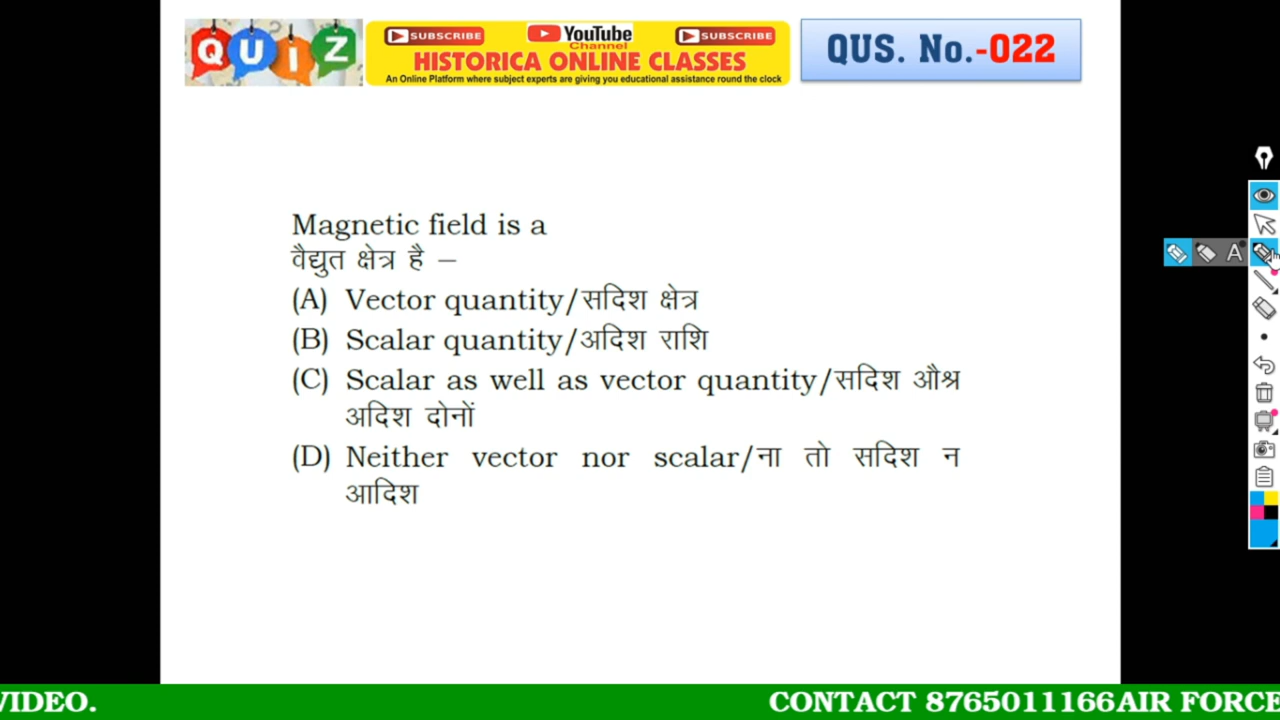 QUIZ
SUBSCRIBE YouTube SUBSCRIBE
Channel
HISTORICA ONLINE CLASSES
An Online Platform where subject experts are giving you educational assistance round the clock
QUS. No.-022
Magnetic field is a
वैद्युत क्षेत्र है –
(A) Vector quantity/सदिश क्षेत्र
(B) Scalar quantity/अदिश राशि
(C) Scalar as well as vector quantity/सदिश औश्र
अदिश दोनों
(D) Neither vector nor scalar/ना तो सदिश न
आदिश
A
VIDEO. CONTACT 8765011166AIR FORCE